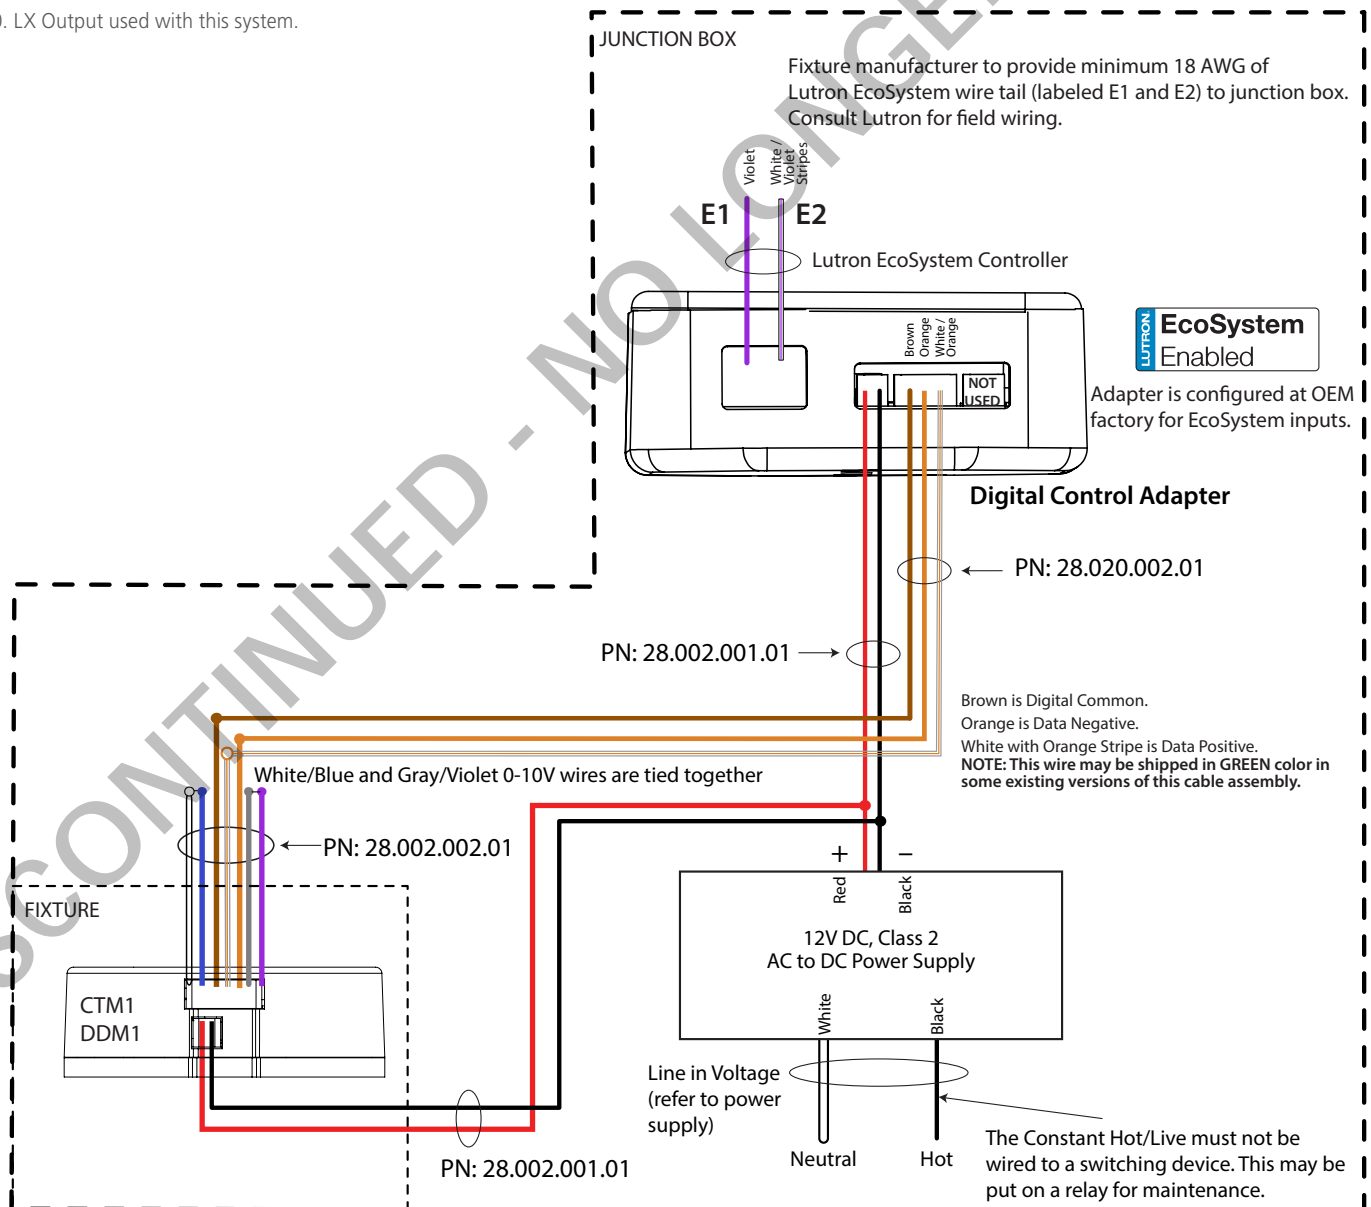 . LX Output used with this system.
JUNCTION BOX
Fixture manufacturer to provide minimum 18 AWG of
Lutron EcoSystem wire tail (labeled E1 and E2) to junction box.
Consult Lutron for field wiring.
Violet
White /
Violet
Stripes
E1
E2
Lutron EcoSystem Controller
Brown
Orange
White /
Orange
NOT
USED
LUTRON
EcoSystem
Enabled
Adapter is configured at OEM
factory for EcoSystem inputs.
Digital Control Adapter
PN: 28.020.002.01
PN: 28.002.001.01
Brown is Digital Common.
Orange is Data Negative.
White with Orange Stripe is Data Positive.
NOTE: This wire may be shipped in GREEN color in
some existing versions of this cable assembly.
White/Blue and Gray/Violet 0-10V wires are tied together
PN: 28.002.002.01
+
−
Red
Black
12V DC, Class 2
AC to DC Power Supply
White
Black
FIXTURE
CTM1
DDM1
Line in Voltage
(refer to power
supply)
Neutral
Hot
PN: 28.002.001.01
The Constant Hot/Live must not be
wired to a switching device. This may be
put on a relay for maintenance.
SCONTINUED - NO LONGE